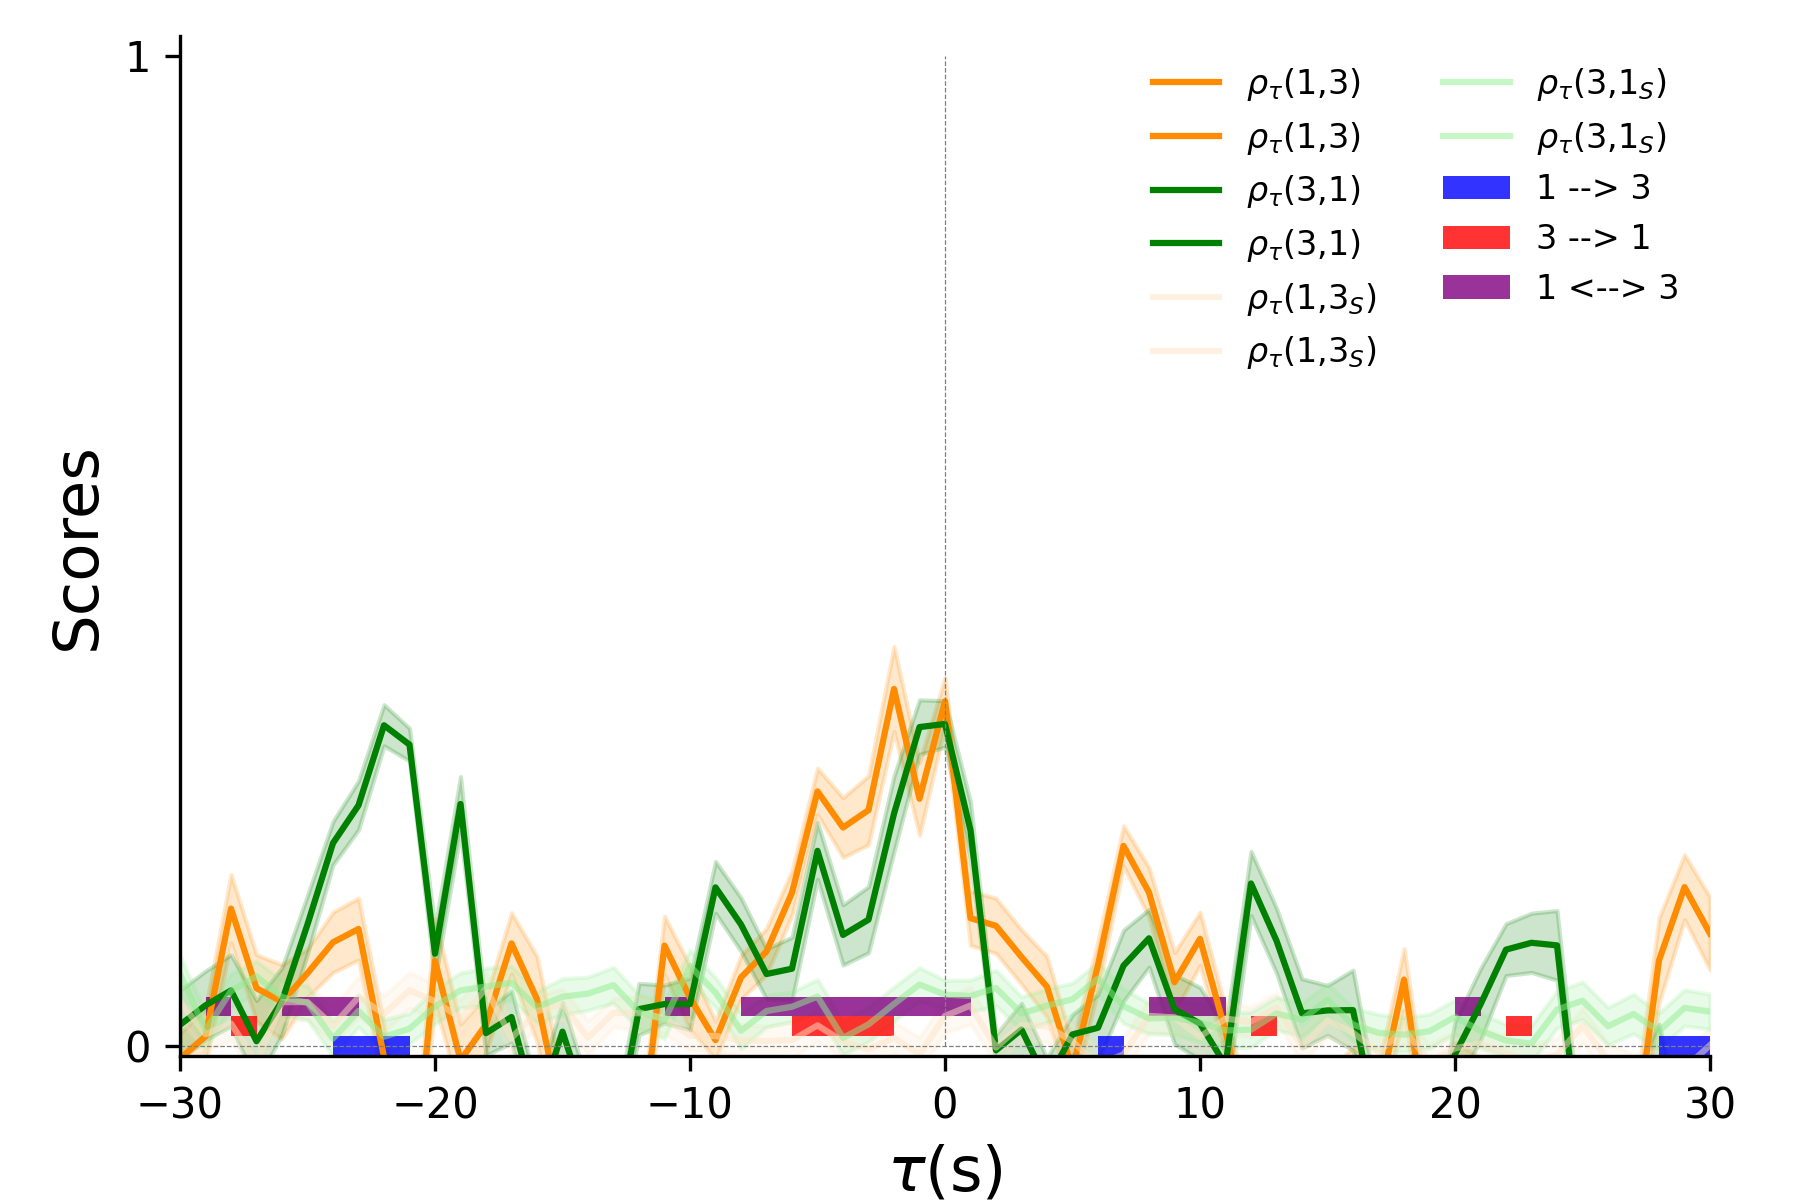 1
ρτ(1,3)
ρτ(1,3)
ρτ(3,1)
ρτ(3,1)
ρτ(1,3S)
ρτ(1,3S)
ρτ(3,1S)
ρτ(3,1S)
1 --> 3
3 --> 1
1 <--> 3
Scores
0
−30 −20 −10 0 10 20 30
τ(s)